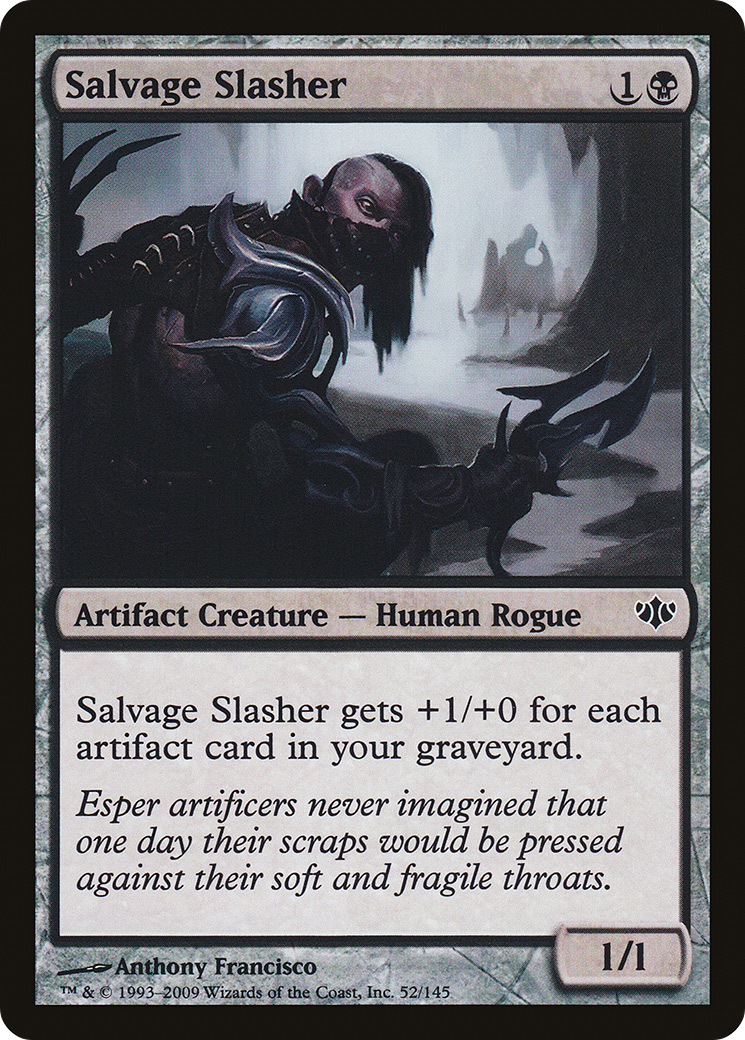 Salvage Slasher 1
Artifact Creature — Human Rogue
Salvage Slasher gets +1/+0 for each
artifact card in your graveyard.
Esper artificers never imagined that
one day their scraps would be pressed
against their soft and fragile throats.
1/1
Anthony Francisco
™ & © 1993–2009 Wizards of the Coast, Inc. 52/145